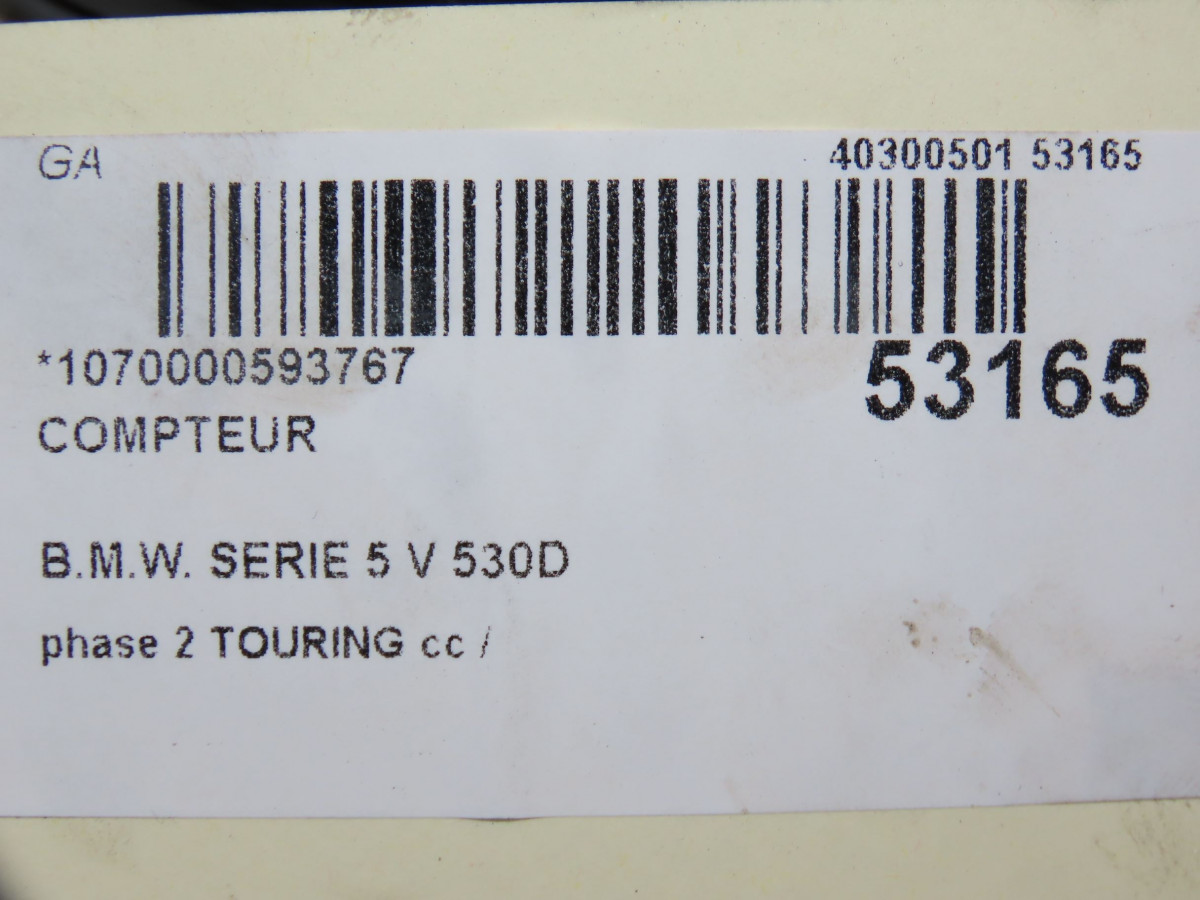 GA
40300501 53165
*1070000593767
53165
COMPTEUR
B.M.W. SERIE 5 V 530D
phase 2 TOURING cc /